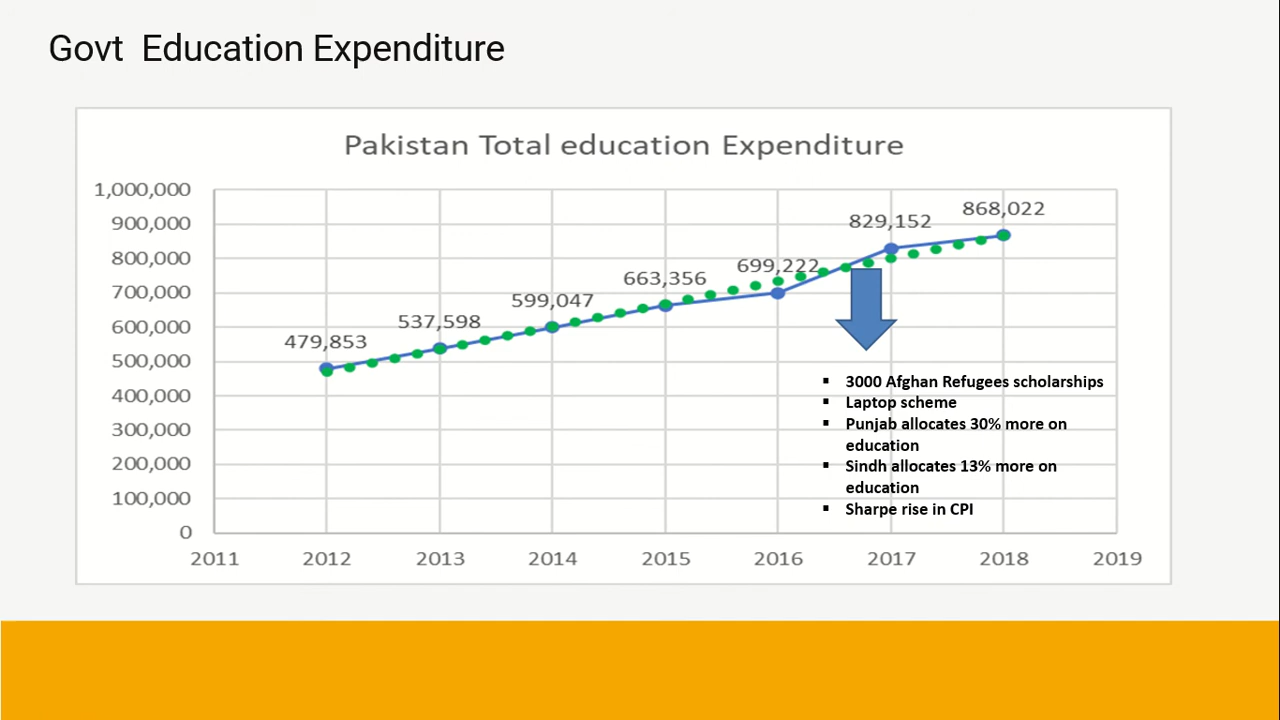 Govt Education Expenditure
Pakistan Total education Expenditure
1,000,000
900,000
800,000
700,000
600,000
500,000
400,000
300,000
200,000
100,000
0
479,853
537,598
599,047
663,356
699,222
829,152
868,022
▪ 3000 Afghan Refugees scholarships
▪ Laptop scheme
▪ Punjab allocates 30% more on
education
▪ Sindh allocates 13% more on
education
▪ Sharpe rise in CPI
2011 2012 2013 2014 2015 2016 2017 2018 2019